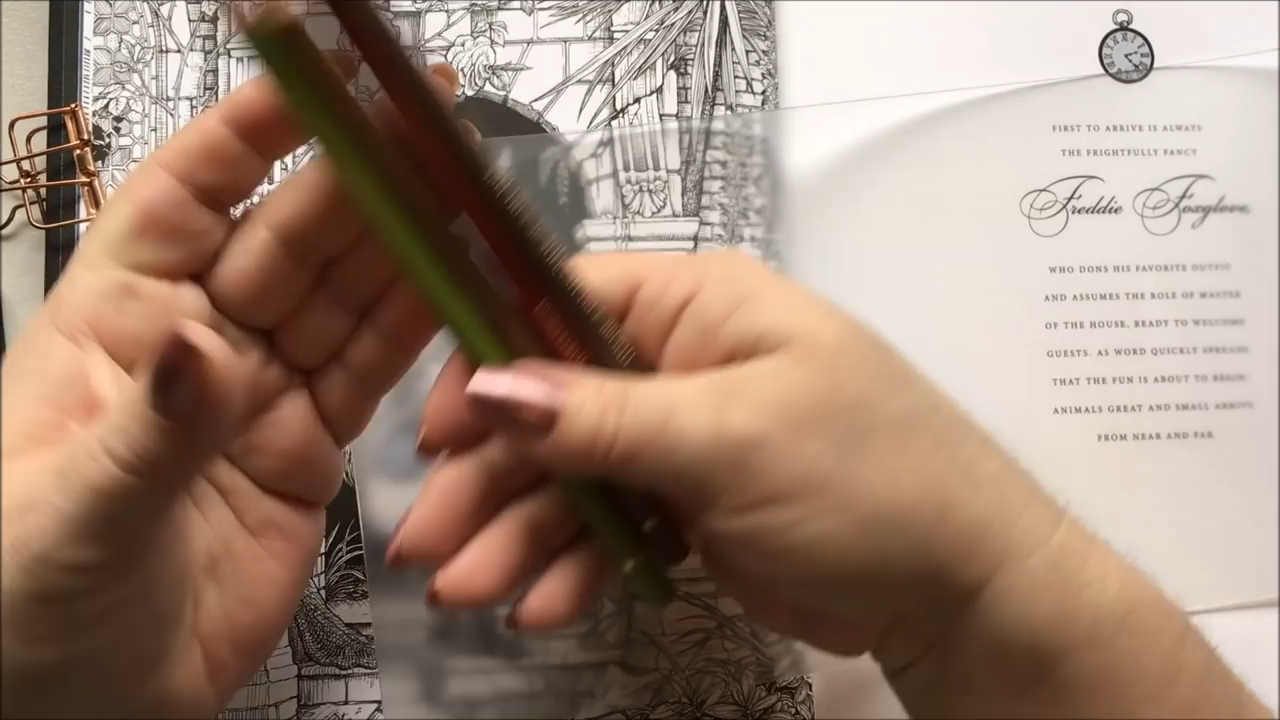 FIRST TO ARRIVE IS ALWAYS
THE FRIGHTFULLY FANCY
Freddie Foxglove,
WHO DONS HIS FAVORITE OUTFIT
AND ASSUMES THE ROLE OF MASTER
OF THE HOUSE, READY TO WELCOME
GUESTS. AS WORD QUICKLY SPREADS
THAT THE FUN IS ABOUT TO BEGIN,
ANIMALS GREAT AND SMALL ARRIVE
FROM NEAR AND FAR.